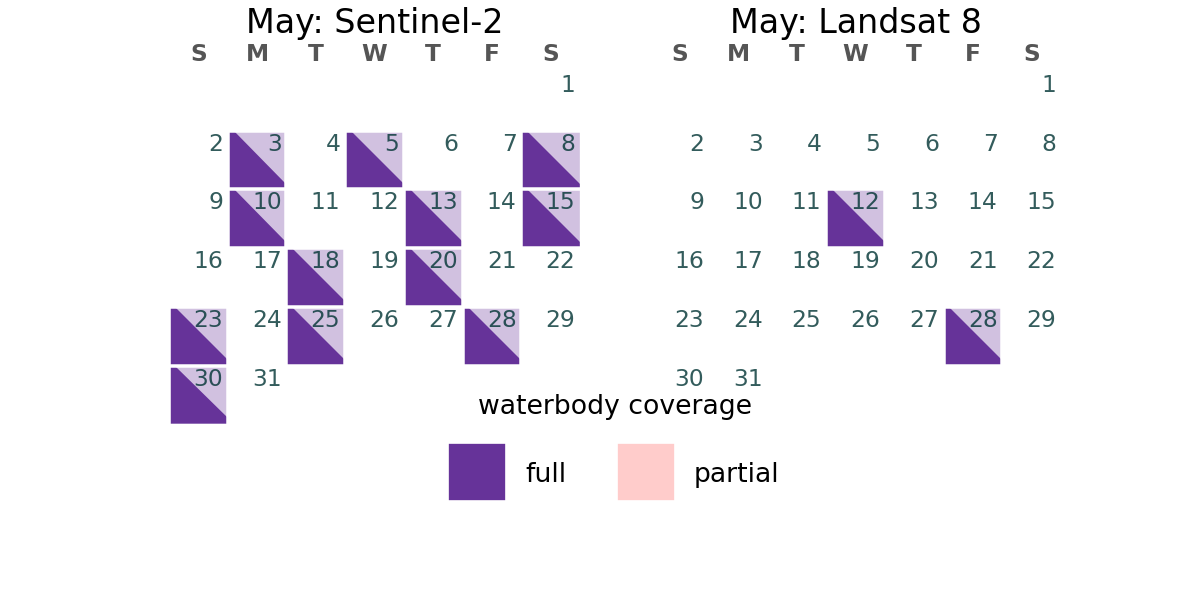 May: Sentinel-2
S M T W T F S
1
2 3 4 5 6 7 8
9 10 11 12 13 14 15
16 17 18 19 20 21 22
23 24 25 26 27 28 29
30 31
May: Landsat 8
S M T W T F S
1
2 3 4 5 6 7 8
9 10 11 12 13 14 15
16 17 18 19 20 21 22
23 24 25 26 27 28 29
30 31
waterbody coverage
full partial